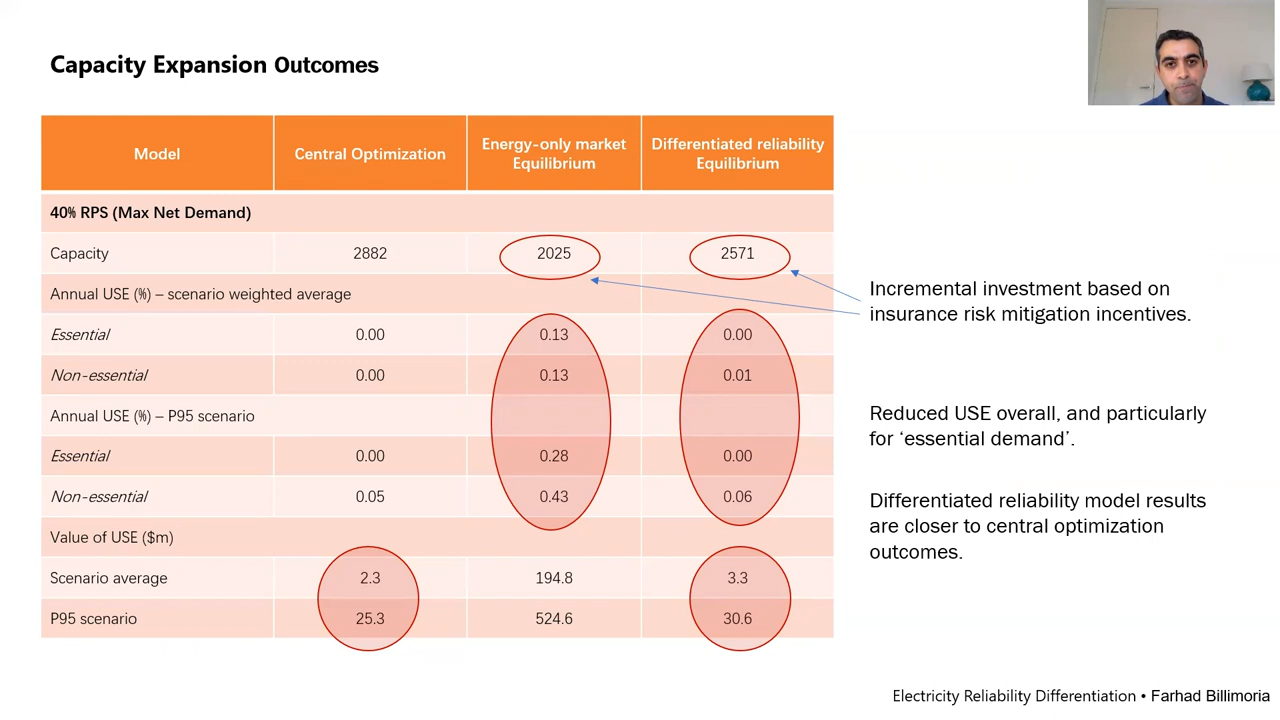 Capacity Expansion Outcomes
Model
Central Optimization
Energy-only market
Equilibrium
Differentiated reliability
Equilibrium
40% RPS (Max Net Demand)
Capacity 2882 2025 2571
Annual USE (%) – scenario weighted average
Essential 0.00 0.13 0.00
Non-essential 0.00 0.13 0.01
Annual USE (%) – P95 scenario
Essential 0.00 0.28 0.00
Non-essential 0.05 0.43 0.06
Value of USE ($m)
Scenario average 2.3 194.8 3.3
P95 scenario 25.3 524.6 30.6
Incremental investment based on
insurance risk mitigation incentives.
Reduced USE overall, and particularly
for ‘essential demand’.
Differentiated reliability model results
are closer to central optimization
outcomes.
Electricity Reliability Differentiation • Farhad Billimoria